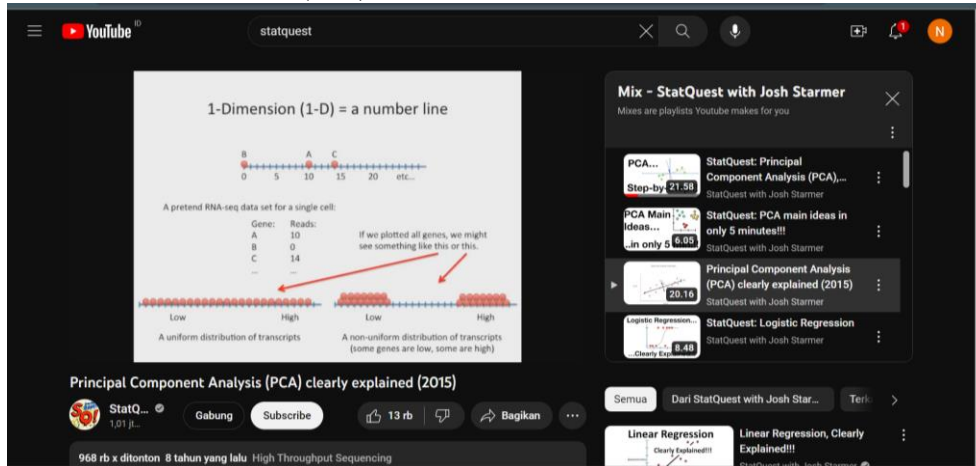 YouTube ID
statquest
1
N
1-Dimension (1-D) = a number line
B A C
0 5 10 15 20 etc...
A pretend RNA-seq data set for a single cell:
Gene: Reads:
A 10
B 0
C 14
... ...
If we plotted all genes, we might
see something like this or this.
Low High
A uniform distribution of transcripts
Low High
A non-uniform distribution of transcripts
(some genes are low, some are high)
Principal Component Analysis (PCA) clearly explained (2015)
StatQ...
1,01 jt...
Gabung
Subscribe
13 rb
Bagikan
968 rb x ditonton 8 tahun yang lalu High Throughput Sequencing
Mix - StatQuest with Josh Starmer
Mixes are playlists Youtube makes for you
PCA...
Step-by-
21.58
StatQuest: Principal
Component Analysis (PCA),...
StatQuest with Josh Starmer
PCA Main
Ideas...
..in only 5
6.05
StatQuest: PCA main ideas in
only 5 minutes!!!
StatQuest with Josh Starmer
20.16
Principal Component Analysis
(PCA) clearly explained (2015)
StatQuest with Josh Starmer
Logistic Regression...
...Clearly
8.48
StatQuest: Logistic Regression
StatQuest with Josh Starmer
Semua
Dari StatQuest with Josh Star...
Terk
Linear Regression
Clearly Explained!!!
Linear Regression, Clearly
Explained!!!
StatQuest with Josh Starmer